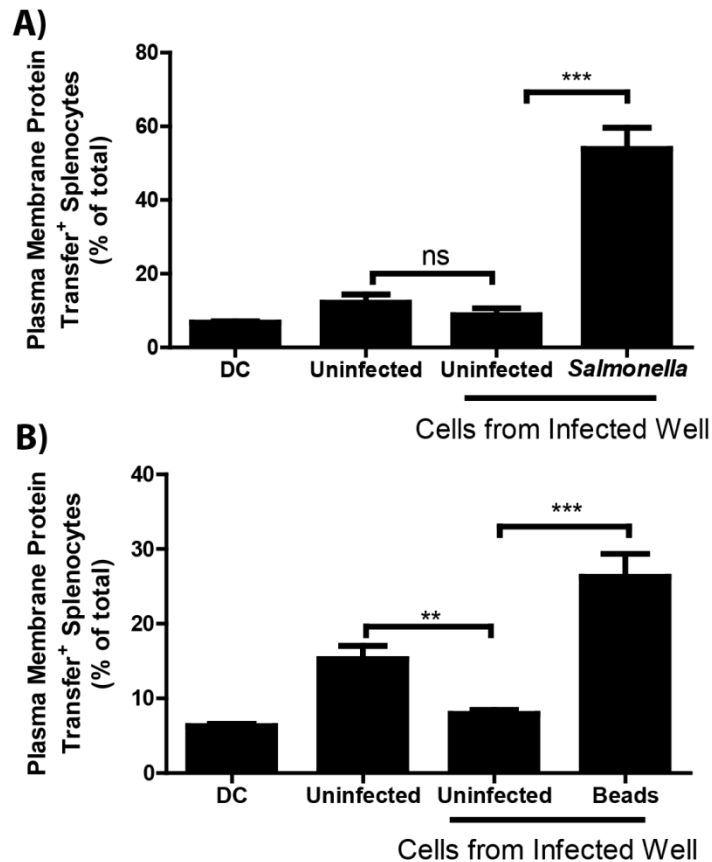 A)
Plasma Membrane Protein
Transfer+ Splenocytes
(% of total)
80
60
40
20
0
***
ns
DC Uninfected Uninfected Salmonella
Cells from Infected Well
B)
Plasma Membrane Protein
Transfer+ Splenocytes
(% of total)
40
30
20
10
0
***
**
DC Uninfected Uninfected Beads
Cells from Infected Well